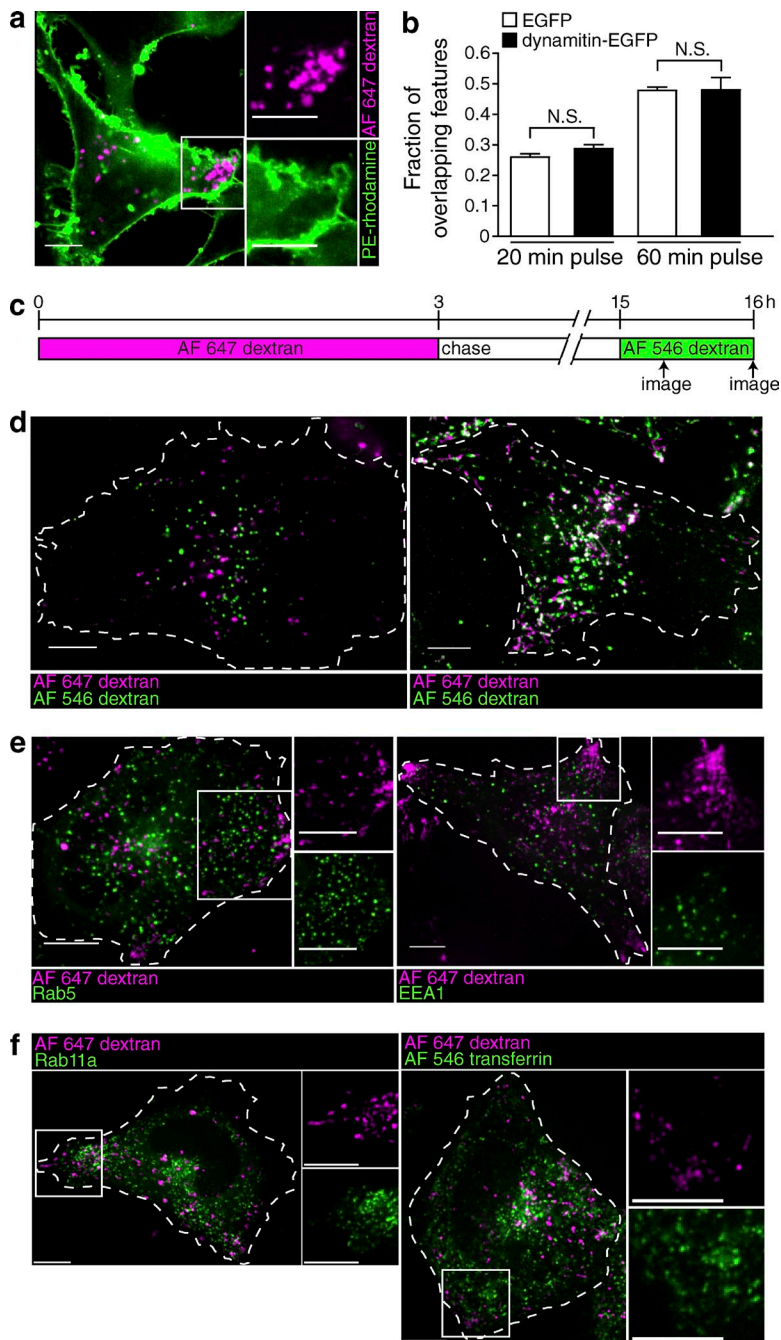 a
AF 647 dextran
PE-rhodamine
b
EGFP
dynamitin-EGFP
Fraction of
overlapping features
0.6
0.5
0.4
0.3
0.2
0.1
0
N.S.
N.S.
20 min pulse
60 min pulse
c
0
3
15
16 h
AF 647 dextran
chase
AF 546 dextran
image
image
d
AF 647 dextran
AF 546 dextran
AF 647 dextran
AF 546 dextran
e
AF 647 dextran
Rab5
AF 647 dextran
EEA1
f
AF 647 dextran
Rab11a
AF 647 dextran
AF 546 transferrin